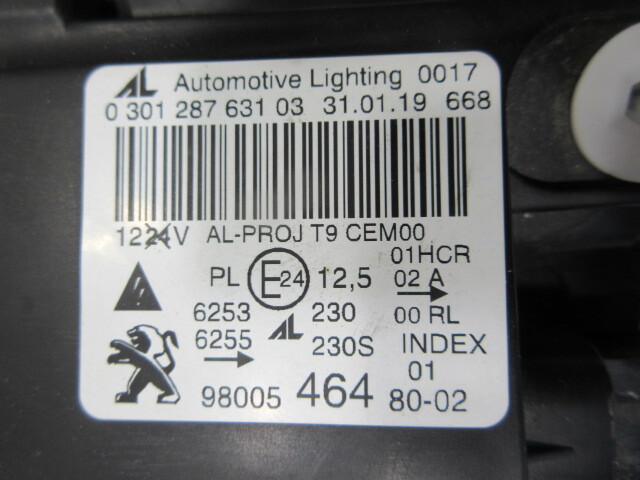 AL Automotive Lighting 0017
0 301 287 631 03 31.01.19 668
1224V AL-PROJ T9 CEM00
PL E24 12,5 01HCR
02 A
6253 230 00 RL
6255 AL 230S INDEX
01
98005 464 80-02